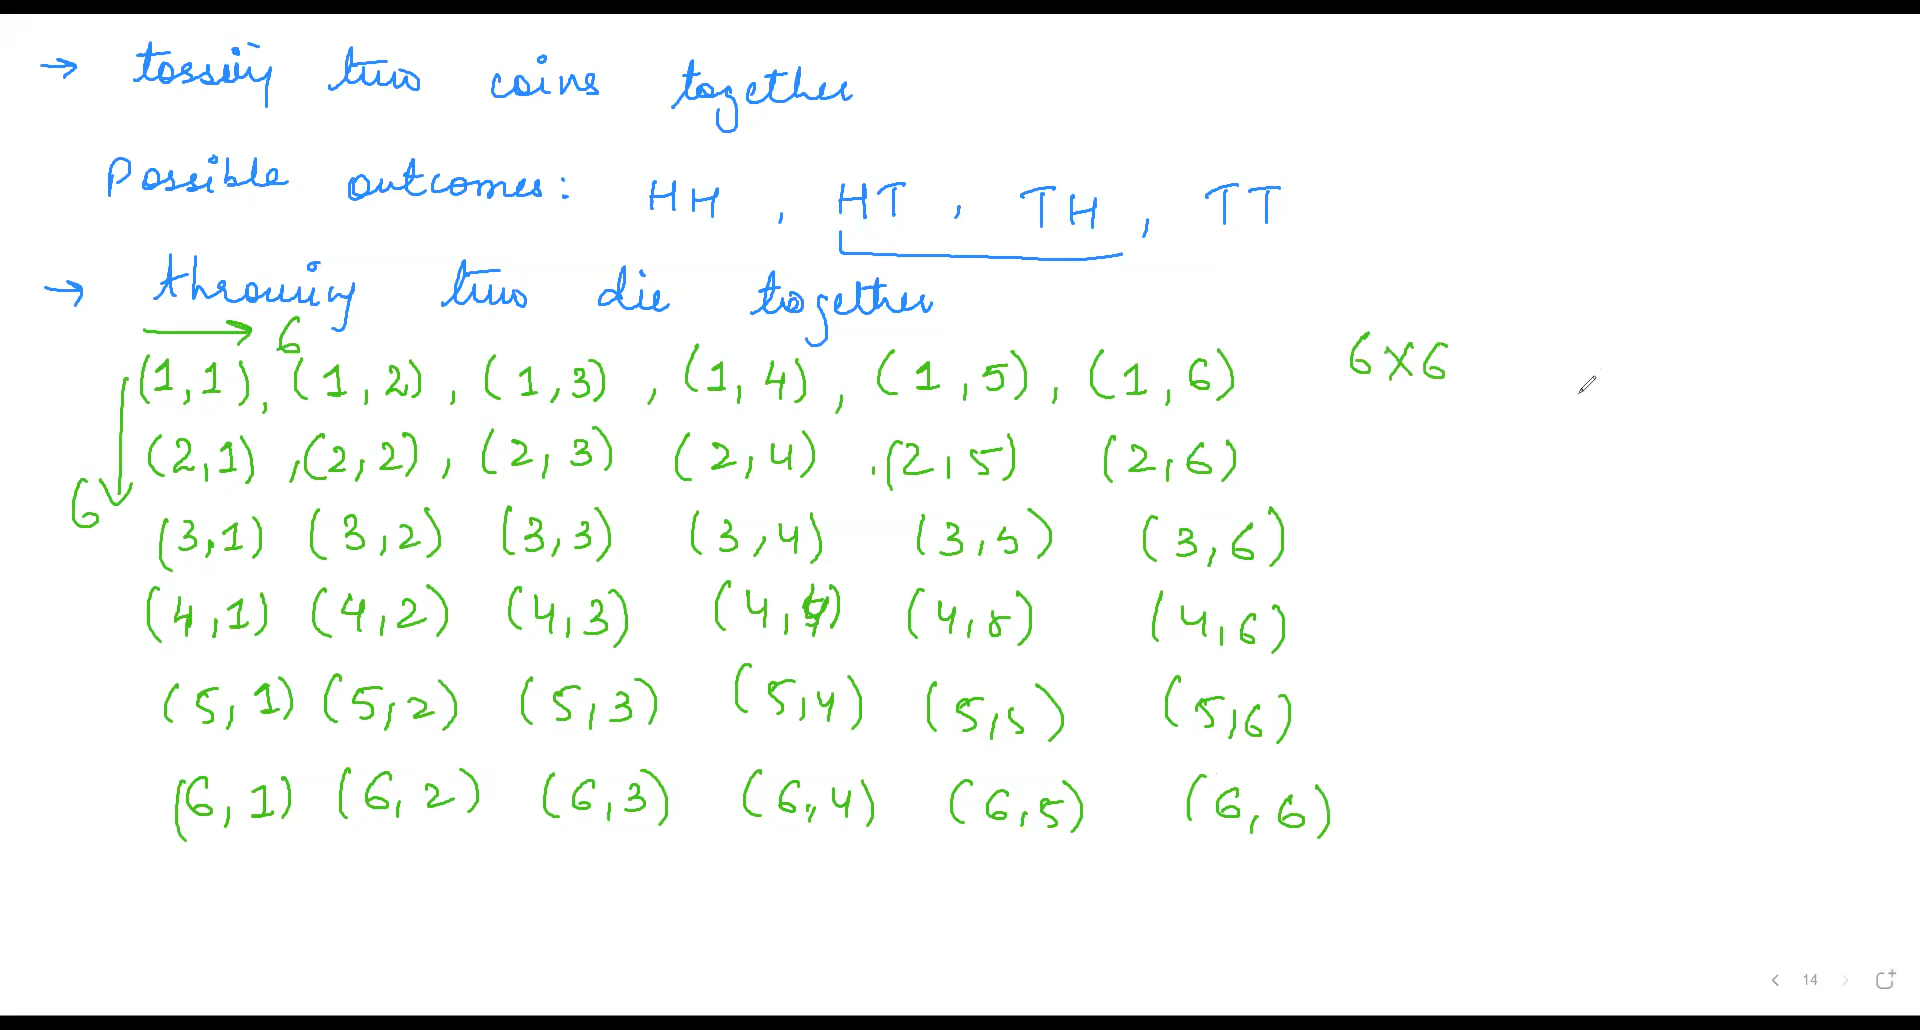 → tossing two coins together
Possible outcomes: HH , HT , TH , TT
→ throwing two die together
6
(1,1), (1,2), (1,3), (1,4), (1,5), (1,6) 6×6
(2,1) ,(2,2), (2,3) (2,4) .(2,5) (2,6)
6
(3,1) (3,2) (3,3) (3,4) (3,5) (3,6)
(4,1) (4,2) (4,3) (4,4) (4,5) (4,6)
(5,1) (5,2) (5,3) (5,4) (5,5) (5,6)
(6,1) (6,2) (6,3) (6,4) (6,5) (6,6)
< 14 >